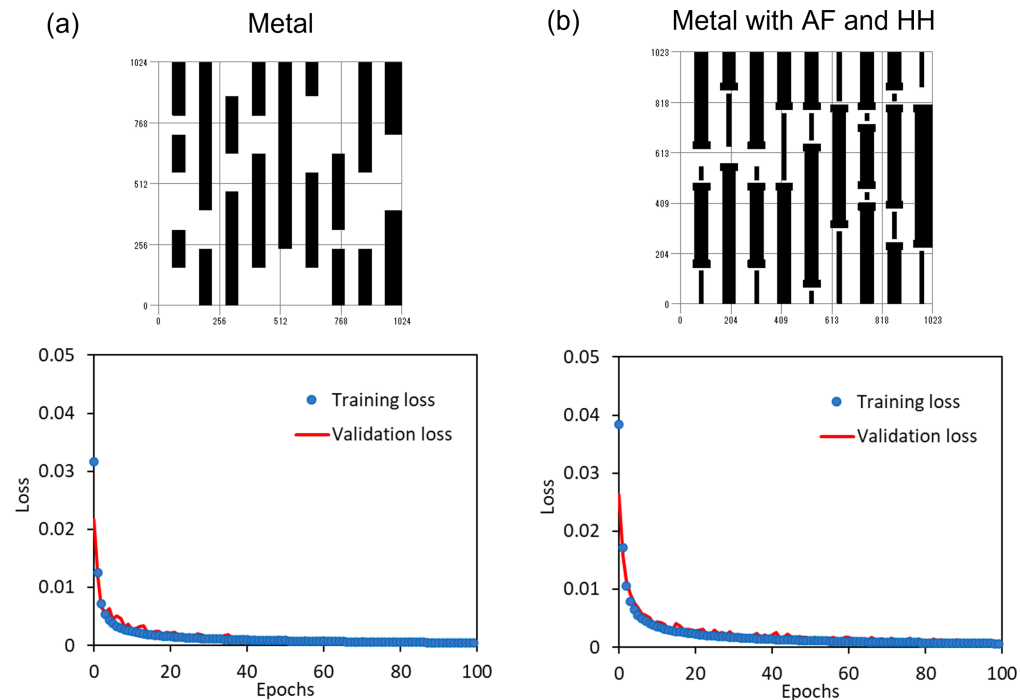 (a)
Metal
1024
768
512
256
0
0 256 512 768 1024
0.05
0.04
0.03
0.02
0.01
0
Loss
Training loss
Validation loss
0 20 40 60 80 100
Epochs
(b)
Metal with AF and HH
1023
818
613
409
204
0
0 204 409 613 818 1023
0.05
0.04
0.03
0.02
0.01
0
Loss
Training loss
Validation loss
0 20 40 60 80 100
Epochs